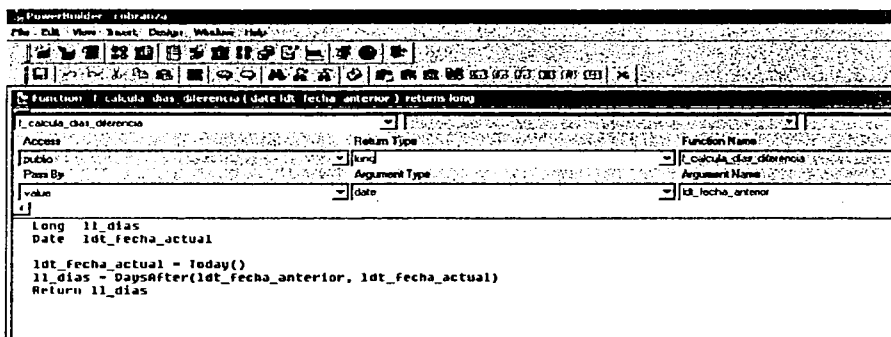 PowerBuilder - cobranza
File Edit View Insert Design Window Help
Function - f_calcula_dias_diferencia ( date ldt_fecha_anterior ) returns long
f_calcula_dias_diferencia
Access Return Type Function Name
public long f_calcula_dias_diferencia
Pass By Argument Type Argument Name
value date ldt_fecha_anterior
Long ll_dias
Date ldt_fecha_actual
ldt_fecha_actual = Today()
ll_dias = DaysAfter(ldt_fecha_anterior, ldt_fecha_actual)
Return ll_dias